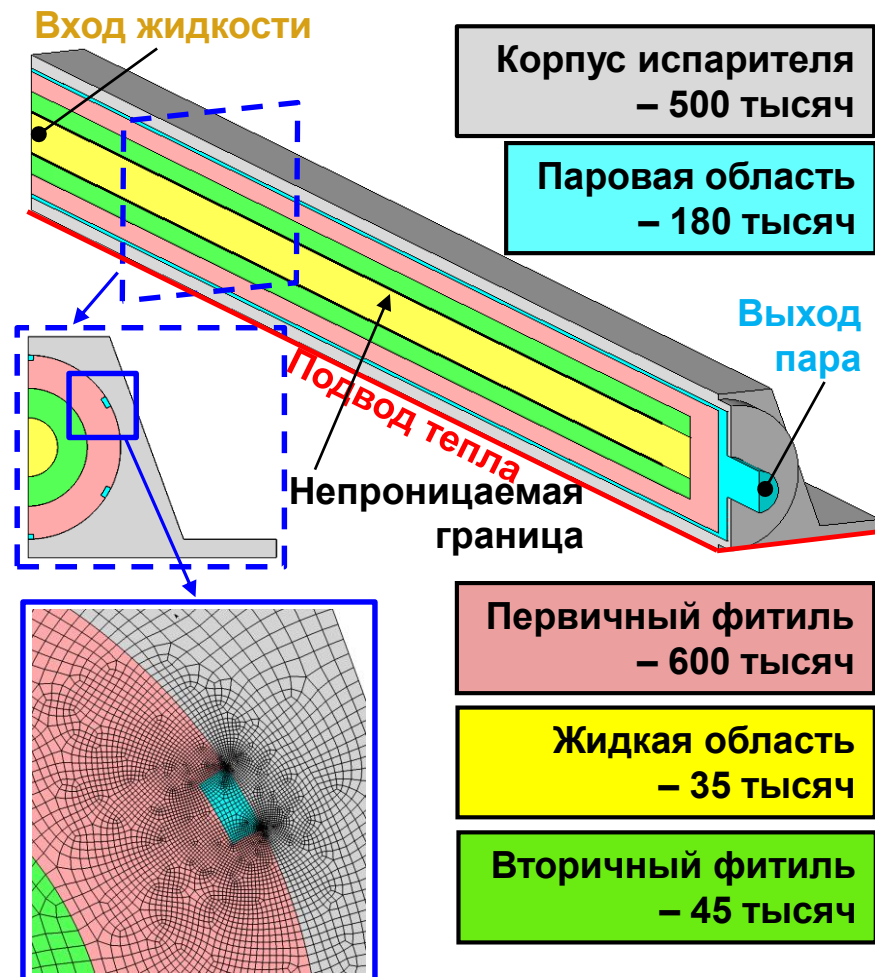 Вход жидкости
Корпус испарителя
– 500 тысяч
Паровая область
– 180 тысяч
Выход
пара
Подвод тепла
Непроницаемая
граница
Первичный фитиль
– 600 тысяч
Жидкая область
– 35 тысяч
Вторичный фитиль
– 45 тысяч